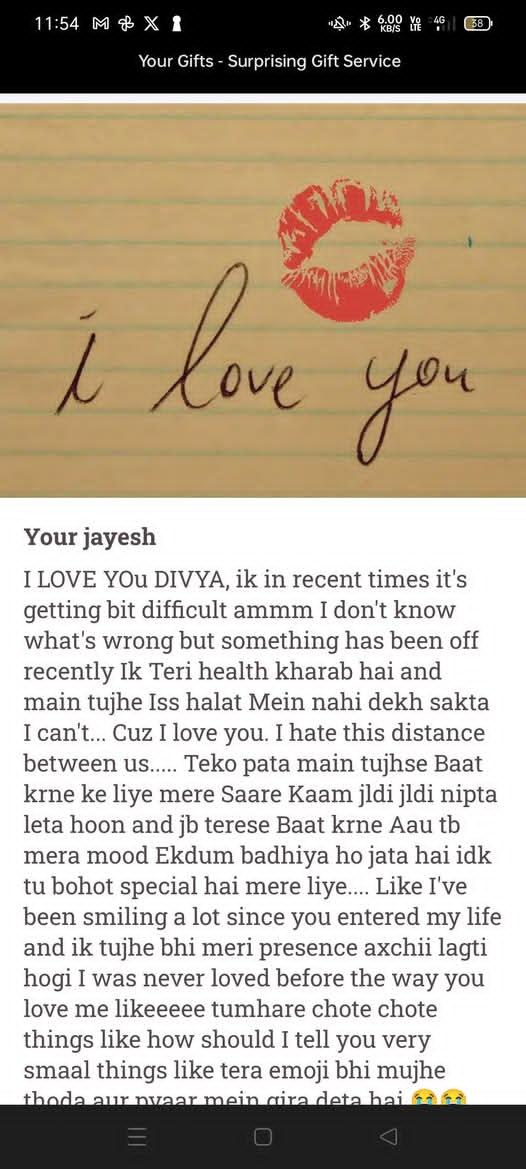 11:54 6.00 KB/S Vo LTE 4G 38
Your Gifts - Surprising Gift Service
i love you
Your jayesh
I LOVE YOu DIVYA, ik in recent times it's
getting bit difficult ammm I don't know
what's wrong but something has been off
recently Ik Teri health kharab hai and
main tujhe Iss halat Mein nahi dekh sakta
I can't... Cuz I love you. I hate this distance
between us..... Teko pata main tujhse Baat
krne ke liye mere Saare Kaam jldi jldi nipta
leta hoon and jb terese Baat krne Aau tb
mera mood Ekdum badhiya ho jata hai idk
tu bohot special hai mere liye.... Like I've
been smiling a lot since you entered my life
and ik tujhe bhi meri presence axchii lagti
hogi I was never loved before the way you
love me likeeeee tumhare chote chote
things like how should I tell you very
smaal things like tera emoji bhi mujhe
thoda aur pyaar mein gira deta hai 😭😭